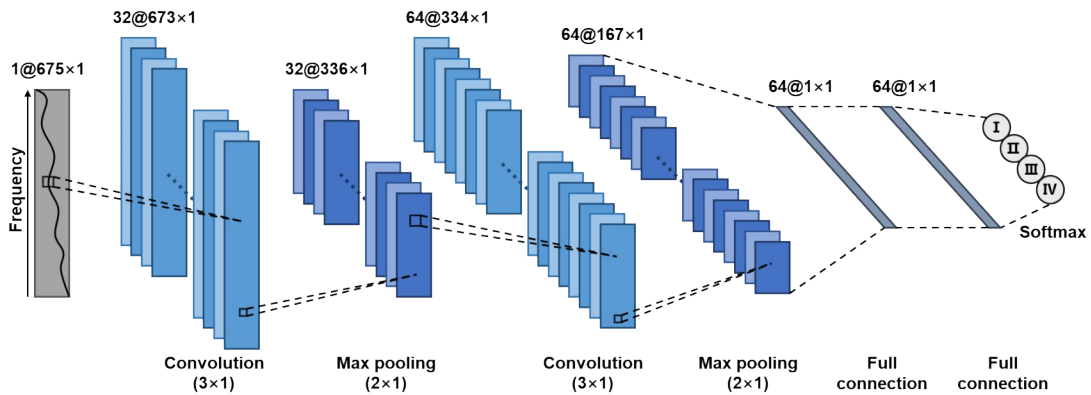 32@673×1
64@334×1
1@675×1
32@336×1
64@167×1
64@1×1
64@1×1
Frequency
I
II
III
IV
Softmax
Convolution
(3×1)
Max pooling
(2×1)
Convolution
(3×1)
Max pooling
(2×1)
Full
connection
Full
connection